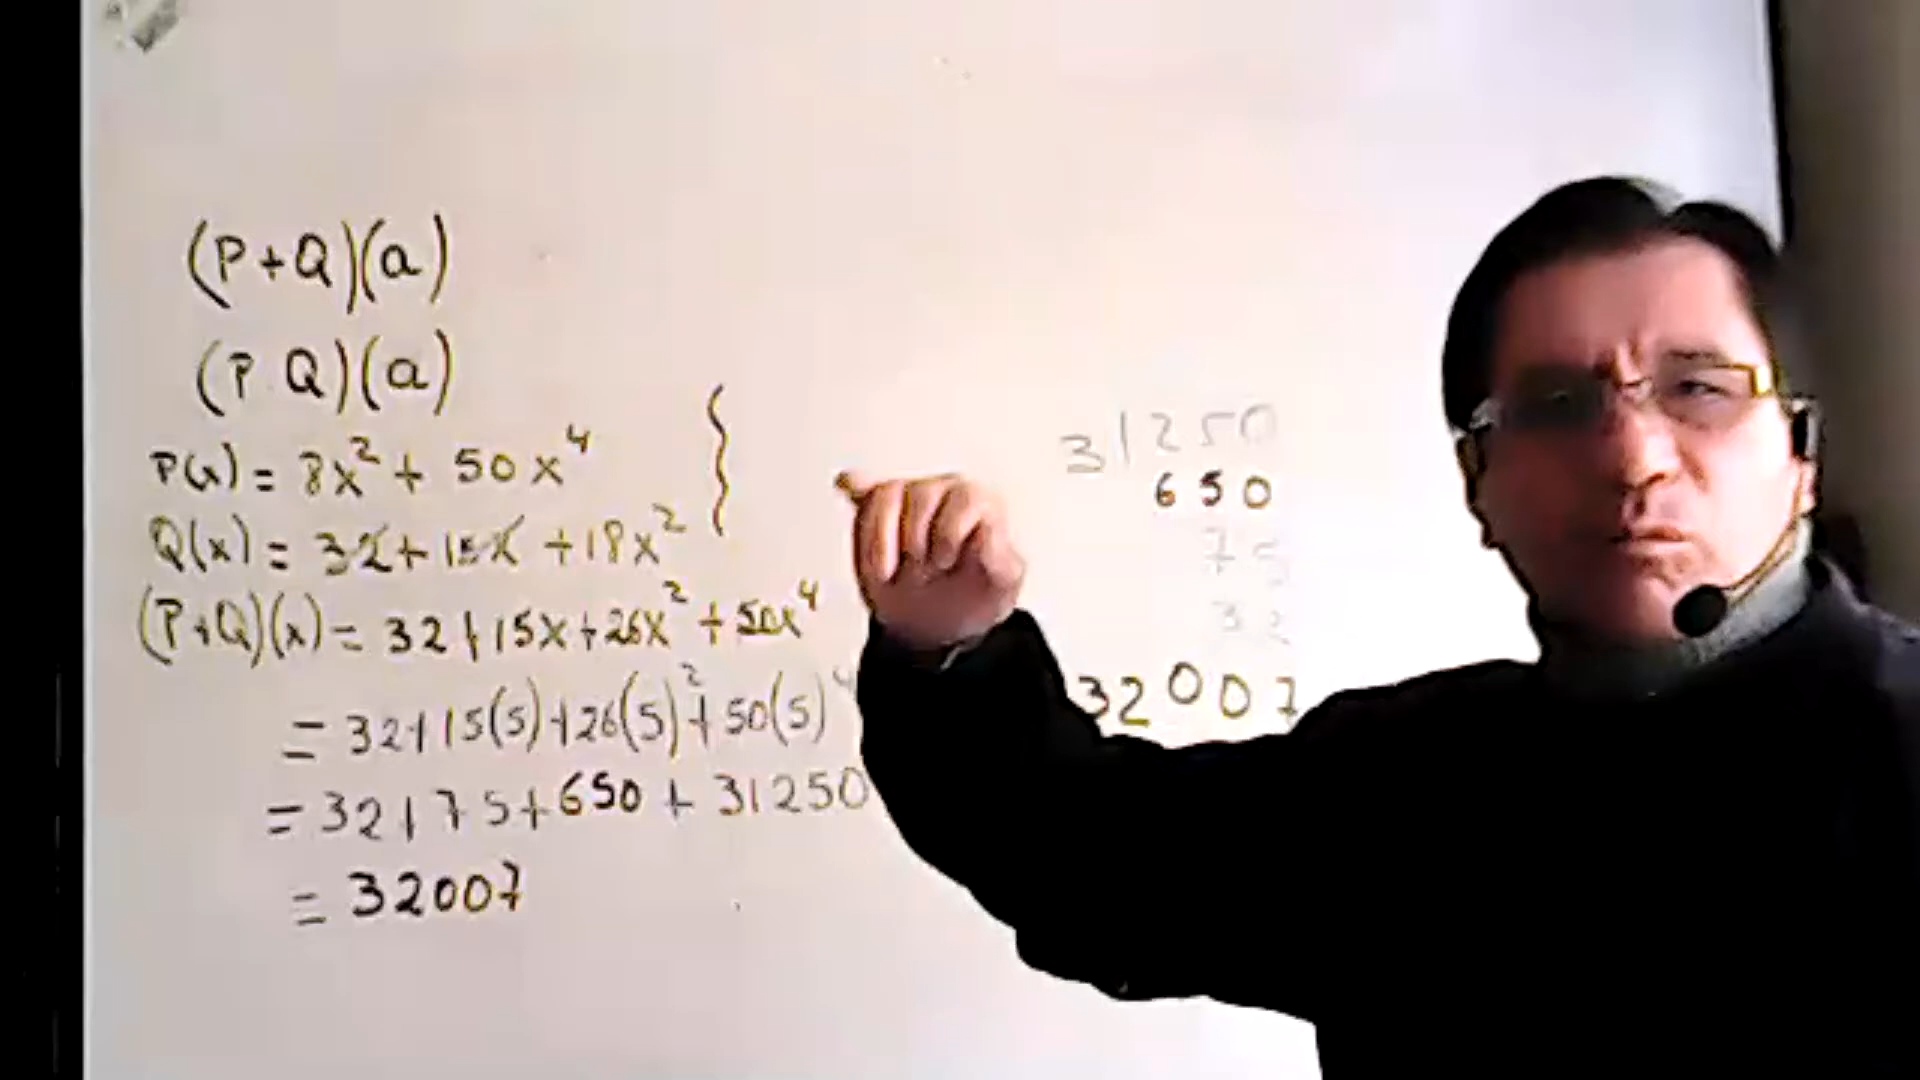 (P+Q)(a)
(P Q)(a)
P(x) = 8x² + 50x⁴
Q(x) = 32 + 15x + 18x²
(P+Q)(x) = 32 + 15x + 26x² + 50x⁴
= 32 + 15(5) + 26(5)² + 50(5)⁴
= 32 + 75 + 650 + 31250
= 32007
31250
650
75
32
32007